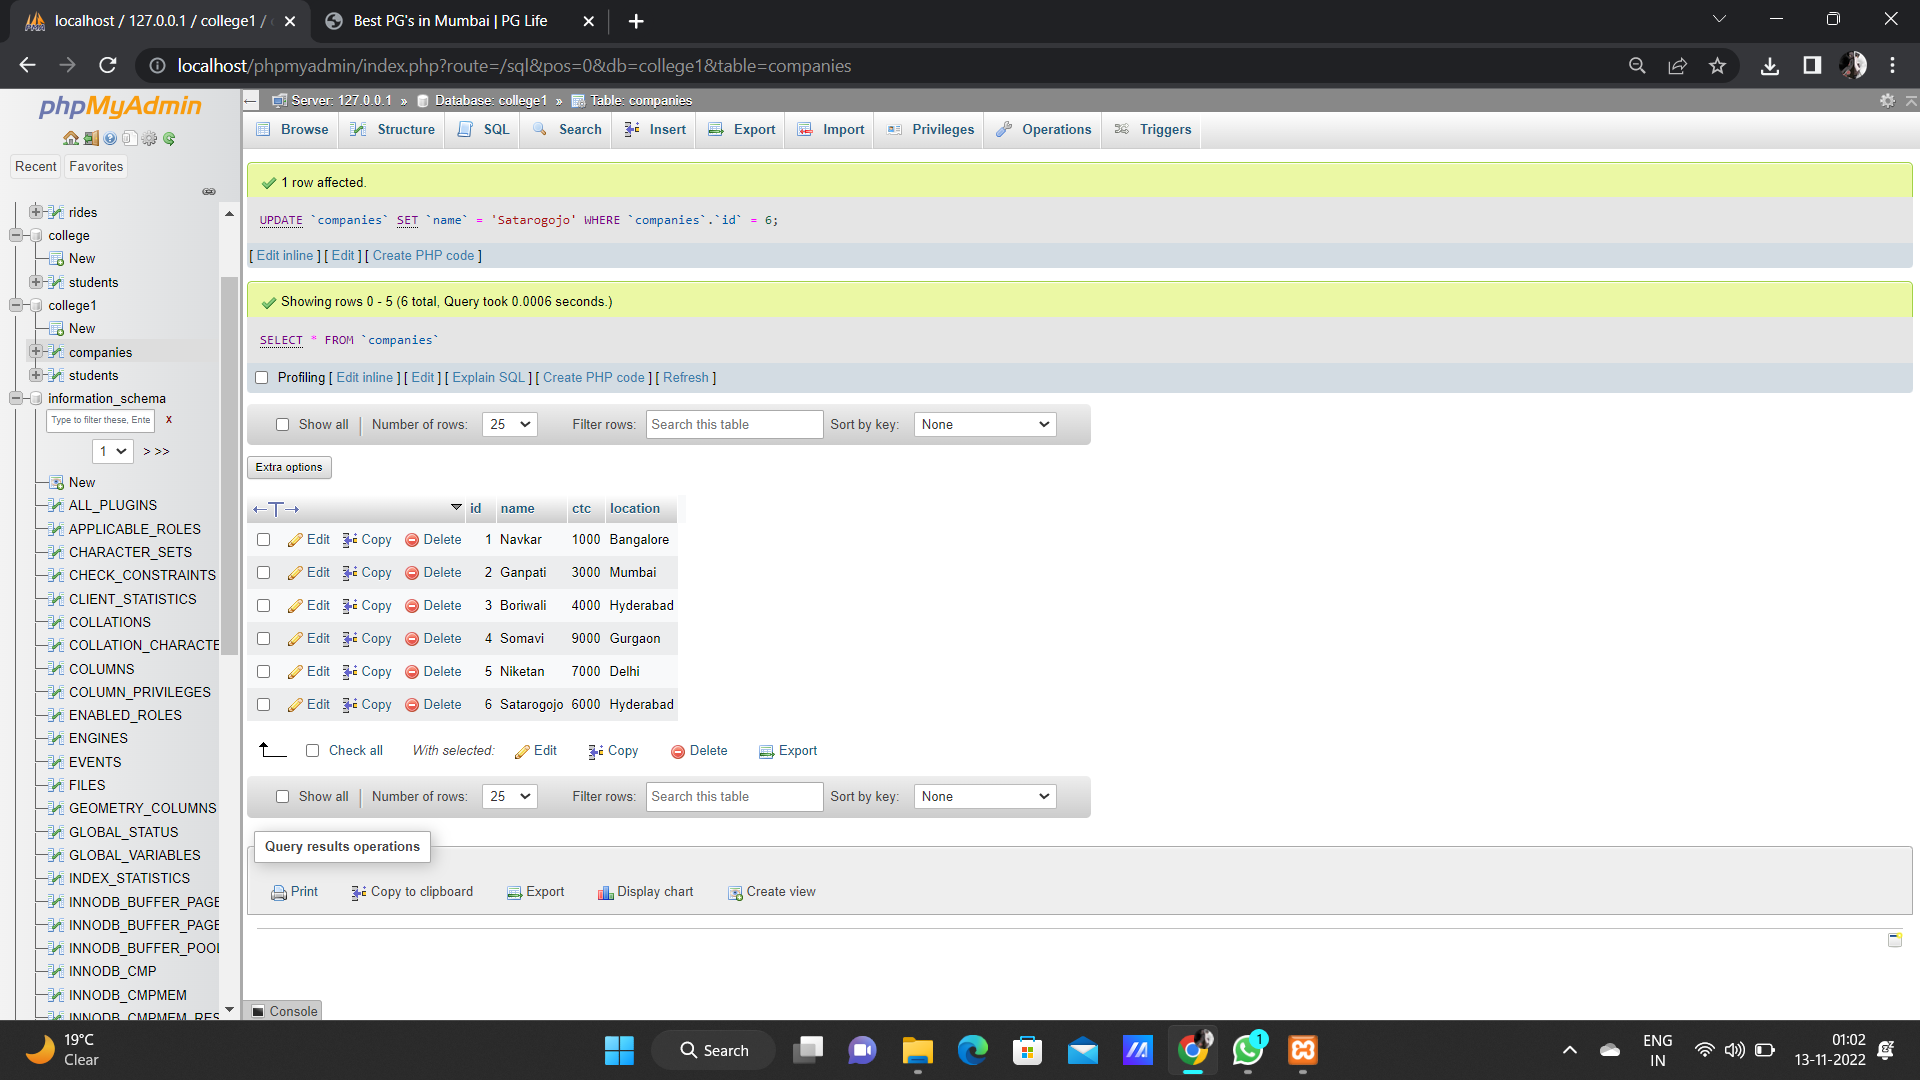 localhost / 127.0.0.1 / college1 /
Best PG's in Mumbai | PG Life
localhost/phpmyadmin/index.php?route=/sql&pos=0&db=college1&table=companies
phpMyAdmin
Recent
Favorites
rides
college
New
students
college1
New
companies
students
information_schema
Type to filter these, Ente
X
1
> >>
New
ALL_PLUGINS
APPLICABLE_ROLES
CHARACTER_SETS
CHECK_CONSTRAINTS
CLIENT_STATISTICS
COLLATIONS
COLLATION_CHARACTE
COLUMNS
COLUMN_PRIVILEGES
ENABLED_ROLES
ENGINES
EVENTS
FILES
GEOMETRY_COLUMNS
GLOBAL_STATUS
GLOBAL_VARIABLES
INDEX_STATISTICS
INNODB_BUFFER_PAGE
INNODB_BUFFER_PAGE
INNODB_BUFFER_POOL
INNODB_CMP
INNODB_CMPMEM
INNODB_CMPMEM_RES
Server: 127.0.0.1 » Database: college1 » Table: companies
Browse Structure SQL Search Insert Export Import Privileges Operations Triggers
1 row affected.
UPDATE `companies` SET `name` = 'Satarogojo' WHERE `companies`.`id` = 6;
[ Edit inline ] [ Edit ] [ Create PHP code ]
Showing rows 0 - 5 (6 total, Query took 0.0006 seconds.)
SELECT * FROM `companies`
Profiling [ Edit inline ] [ Edit ] [ Explain SQL ] [ Create PHP code ] [ Refresh ]
Show all Number of rows: 25 Filter rows: Search this table Sort by key: None
Extra options
id name ctc location
Edit Copy Delete 1 Navkar 1000 Bangalore
Edit Copy Delete 2 Ganpati 3000 Mumbai
Edit Copy Delete 3 Boriwali 4000 Hyderabad
Edit Copy Delete 4 Somavi 9000 Gurgaon
Edit Copy Delete 5 Niketan 7000 Delhi
Edit Copy Delete 6 Satarogojo 6000 Hyderabad
Check all With selected: Edit Copy Delete Export
Show all Number of rows: 25 Filter rows: Search this table Sort by key: None
Query results operations
Print Copy to clipboard Export Display chart Create view
Console
19°C
Clear
Search
1
ENG
IN
01:02
13-11-2022